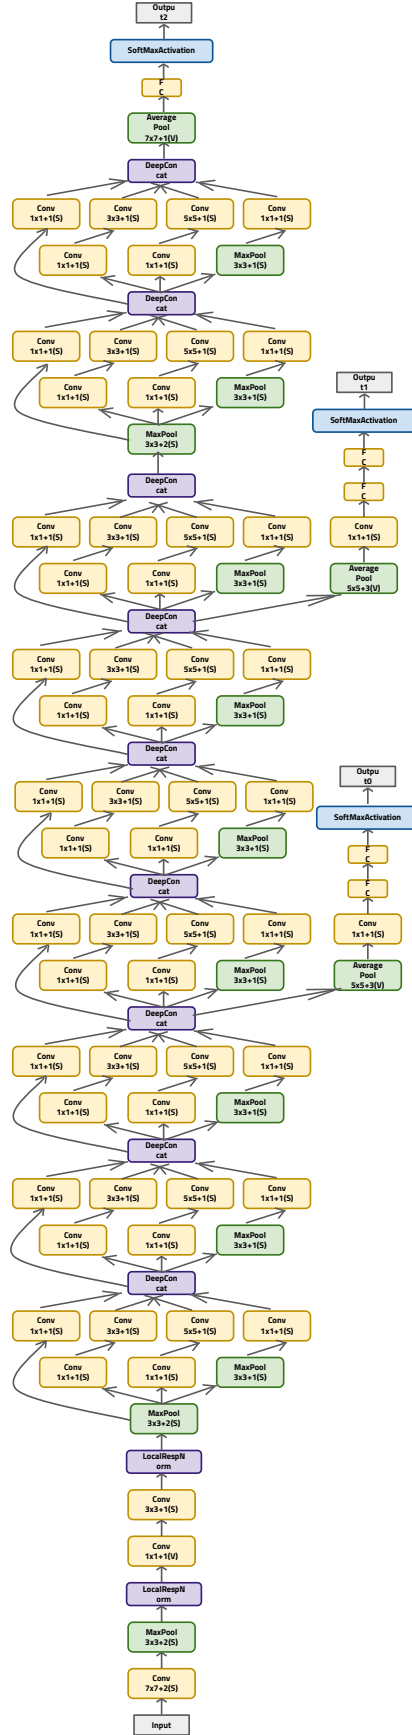 Outpu
t2
SoftMaxActivation
F
C
Average
Pool
7x7+1(V)
DeepCon
cat
Conv
1x1+1(S)
Conv
3x3+1(S)
Conv
5x5+1(S)
Conv
1x1+1(S)
Conv
1x1+1(S)
Conv
1x1+1(S)
MaxPool
3x3+1(S)
DeepCon
cat
Conv
1x1+1(S)
Conv
3x3+1(S)
Conv
5x5+1(S)
Conv
1x1+1(S)
Conv
1x1+1(S)
Conv
1x1+1(S)
MaxPool
3x3+1(S)
MaxPool
3x3+2(S)
DeepCon
cat
Conv
1x1+1(S)
Conv
3x3+1(S)
Conv
5x5+1(S)
Conv
1x1+1(S)
Conv
1x1+1(S)
Conv
1x1+1(S)
MaxPool
3x3+1(S)
DeepCon
cat
Outpu
t1
SoftMaxActivation
F
C
F
C
Conv
1x1+1(S)
Average
Pool
5x5+3(V)
Conv
1x1+1(S)
Conv
3x3+1(S)
Conv
5x5+1(S)
Conv
1x1+1(S)
Conv
1x1+1(S)
Conv
1x1+1(S)
MaxPool
3x3+1(S)
DeepCon
cat
Conv
1x1+1(S)
Conv
3x3+1(S)
Conv
5x5+1(S)
Conv
1x1+1(S)
Conv
1x1+1(S)
Conv
1x1+1(S)
MaxPool
3x3+1(S)
DeepCon
cat
Conv
1x1+1(S)
Conv
3x3+1(S)
Conv
5x5+1(S)
Conv
1x1+1(S)
Conv
1x1+1(S)
Conv
1x1+1(S)
MaxPool
3x3+1(S)
DeepCon
cat
Outpu
t0
SoftMaxActivation
F
C
F
C
Conv
1x1+1(S)
Average
Pool
5x5+3(V)
Conv
1x1+1(S)
Conv
3x3+1(S)
Conv
5x5+1(S)
Conv
1x1+1(S)
Conv
1x1+1(S)
Conv
1x1+1(S)
MaxPool
3x3+1(S)
DeepCon
cat
Conv
1x1+1(S)
Conv
3x3+1(S)
Conv
5x5+1(S)
Conv
1x1+1(S)
Conv
1x1+1(S)
Conv
1x1+1(S)
MaxPool
3x3+1(S)
DeepCon
cat
Conv
1x1+1(S)
Conv
3x3+1(S)
Conv
5x5+1(S)
Conv
1x1+1(S)
Conv
1x1+1(S)
Conv
1x1+1(S)
MaxPool
3x3+1(S)
MaxPool
3x3+2(S)
LocalRespN
orm
Conv
3x3+1(S)
Conv
1x1+1(V)
LocalRespN
orm
MaxPool
3x3+2(S)
Conv
7x7+2(S)
Input